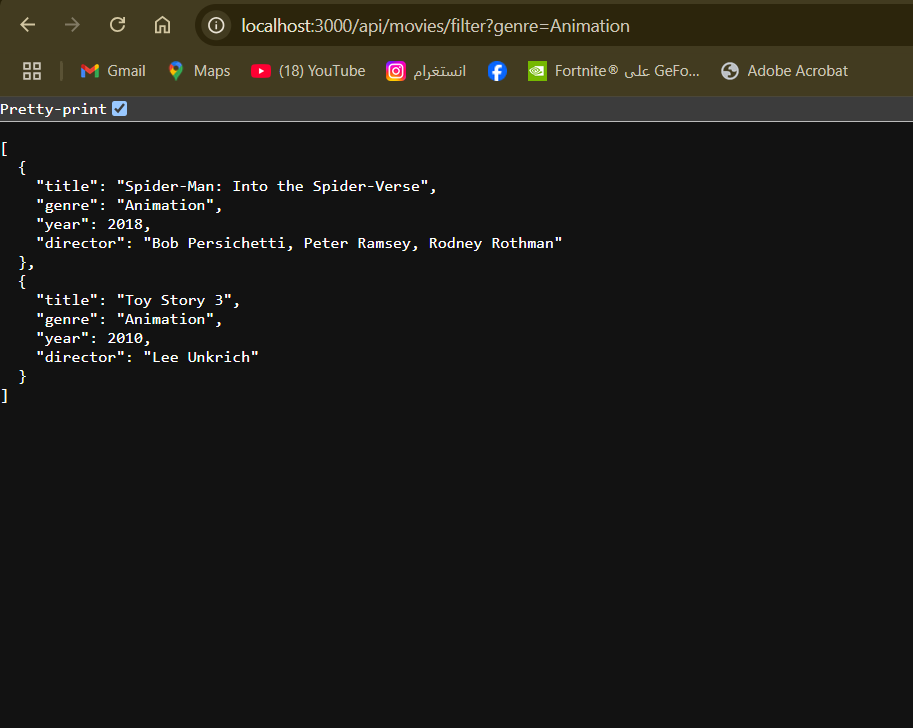 localhost:3000/api/movies/filter?genre=Animation
Gmail Maps (18) YouTube انستغرام Fortnite® على GeFo... Adobe Acrobat
Pretty-print
[
  {
    "title": "Spider-Man: Into the Spider-Verse",
    "genre": "Animation",
    "year": 2018,
    "director": "Bob Persichetti, Peter Ramsey, Rodney Rothman"
  },
  {
    "title": "Toy Story 3",
    "genre": "Animation",
    "year": 2010,
    "director": "Lee Unkrich"
  }
]